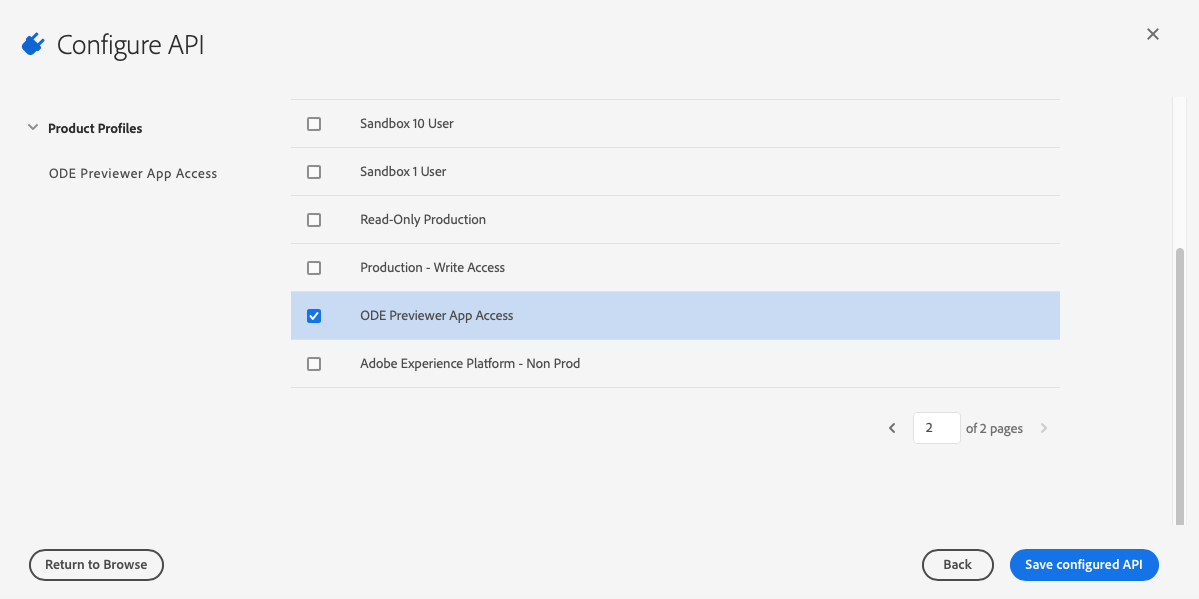 Configure API
Product Profiles
ODE Previewer App Access
Sandbox 10 User
Sandbox 1 User
Read-Only Production
Production - Write Access
ODE Previewer App Access
Adobe Experience Platform - Non Prod
2 of 2 pages
Return to Browse
Back
Save configured API